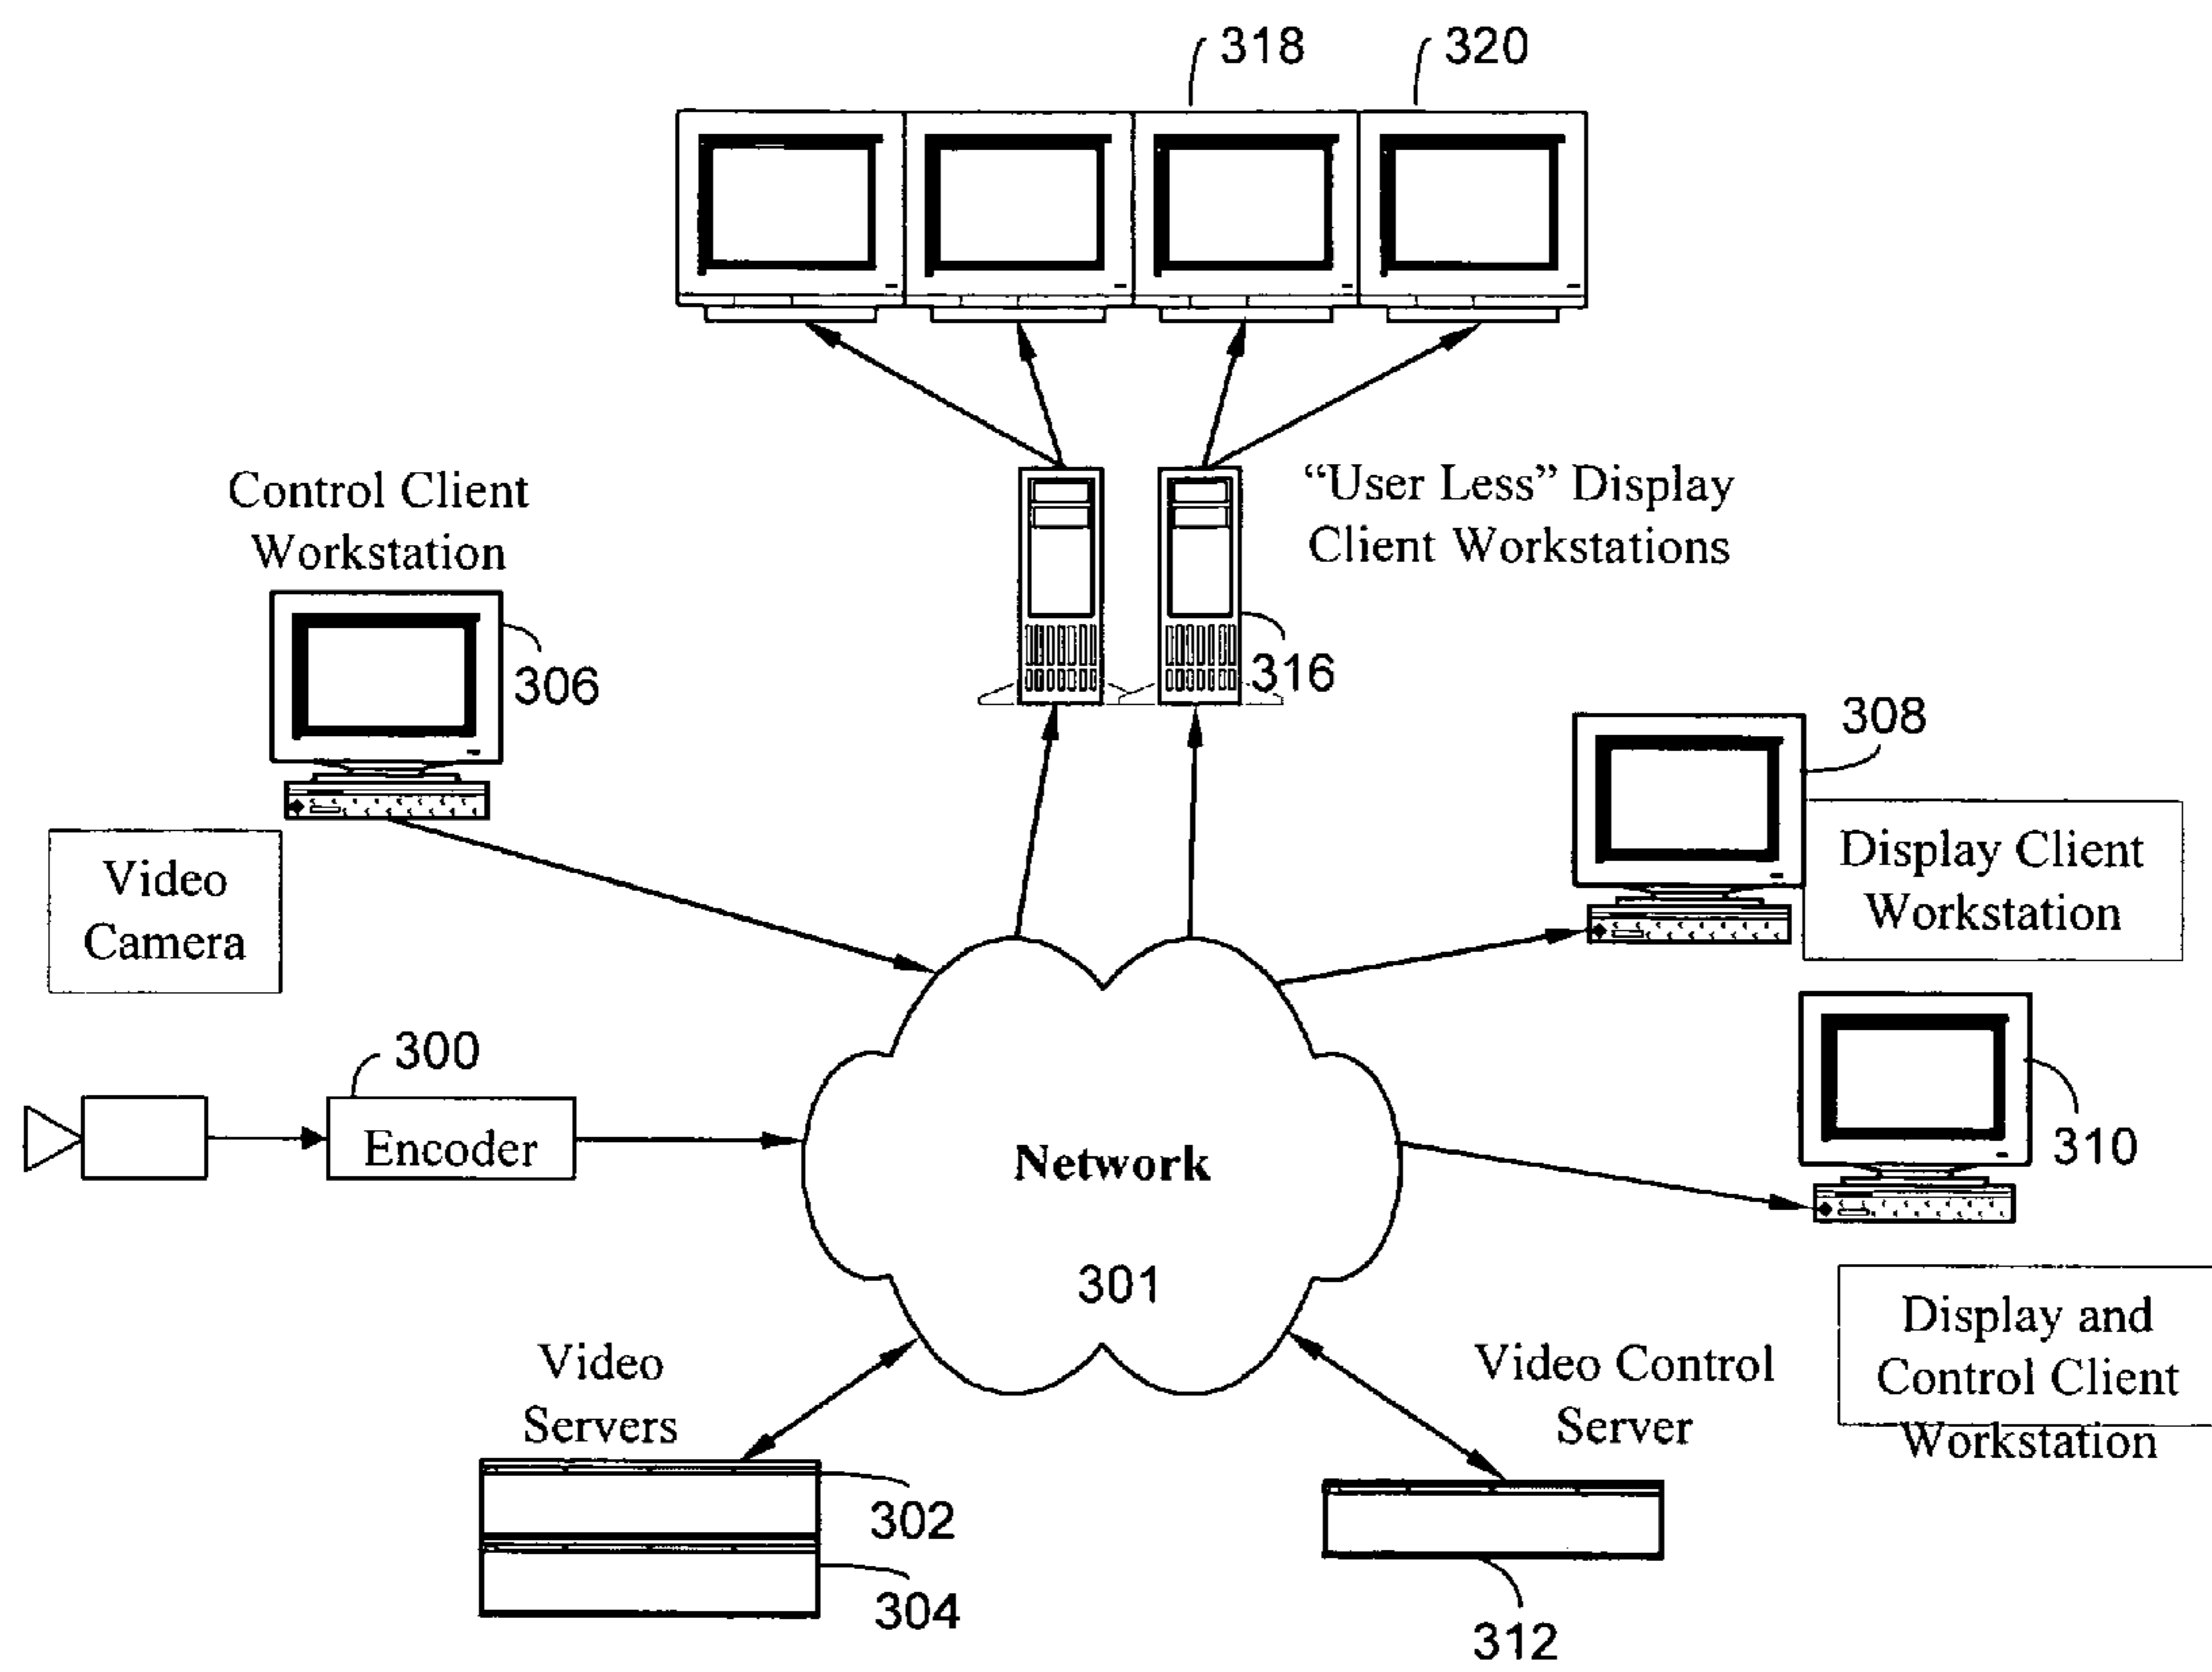 318
320
Control Client
Workstation
306
“User Less” Display
Client Workstations
316
308
Display Client
Workstation
Video
Camera
300
Encoder
Network
301
310
Display and
Control Client
Workstation
Video
Servers
302
304
Video Control
Server
312